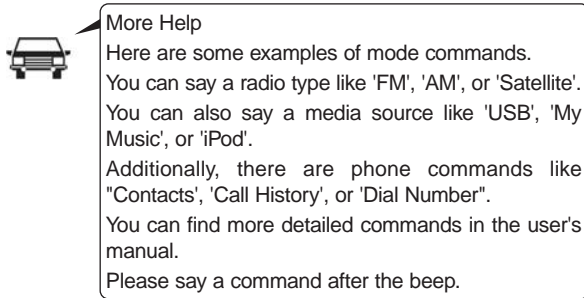 More Help
Here are some examples of mode commands.
You can say a radio type like 'FM', 'AM', or 'Satellite'.
You can also say a media source like 'USB', 'My
Music', or 'iPod'.
Additionally, there are phone commands like
"Contacts', 'Call History', or 'Dial Number".
You can find more detailed commands in the user's
manual.
Please say a command after the beep.